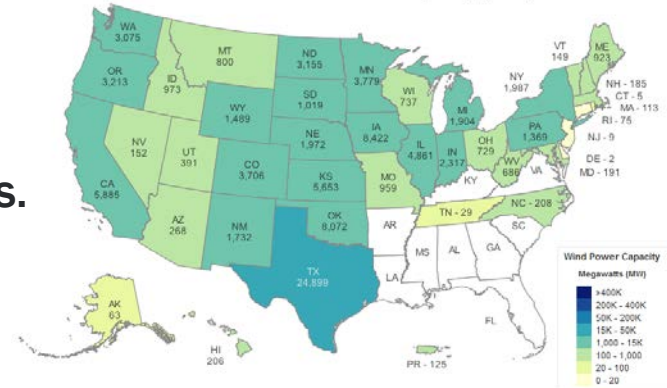 WA
3,075
OR
3,213
CA
5,885
NV
152
ID
973
MT
800
WY
1,489
UT
391
AZ
268
CO
3,706
NM
1,732
ND
3,155
SD
1,019
NE
1,972
KS
5,653
OK
8,072
TX
24,899
MN
3,779
IA
8,422
MO
959
AR
LA
WI
737
IL
4,861
MI
1,904
IN
2,317
OH
729
KY
TN - 29
MS
AL
GA
FL
SC
NC - 208
VA
WV
686
PA
1,369
NY
1,987
VT
149
ME
923
NH - 185
CT - 5
MA - 113
RI - 75
NJ - 9
DE - 2
MD - 191
s.
AK
63
HI
206
PR - 125
Wind Power Capacity
Megawatts (MW)
>400K
200K - 400K
50K - 200K
15K - 50K
1,000 - 15K
100 - 1,000
20 - 100
0 - 20